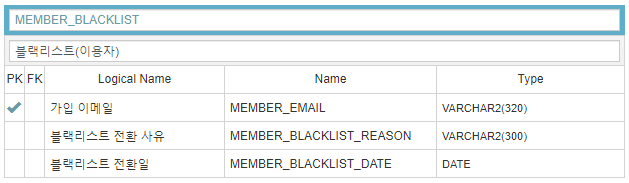 MEMBER_BLACKLIST
블랙리스트(이용자)
PK FK Logical Name Name Type
가입 이메일 MEMBER_EMAIL VARCHAR2(320)
블랙리스트 전환 사유 MEMBER_BLACKLIST_REASON VARCHAR2(300)
블랙리스트 전환일 MEMBER_BLACKLIST_DATE DATE